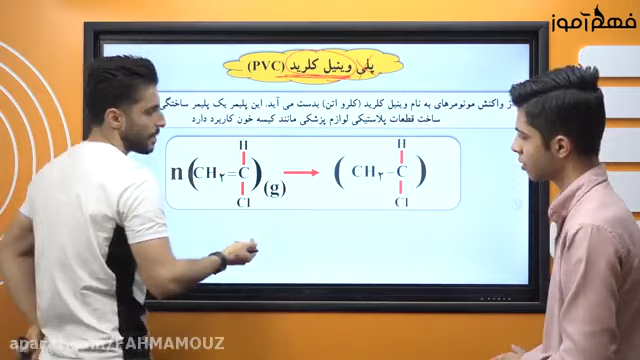 فهم‌آموز
پلی وینیل کلرید (PVC)
از واکنش مونومرهای به نام وینیل کلرید (کلرو اتن) بدست می آید. این پلیمر یک پلیمر ساختگی
ساخت قطعات پلاستیکی لوازم پزشکی مانند کیسه خون کاربرد دارد
H H
n(CH۲=C)(g) → (CH۲−C)
Cl Cl
aparat.com/FAHMAMOUZ